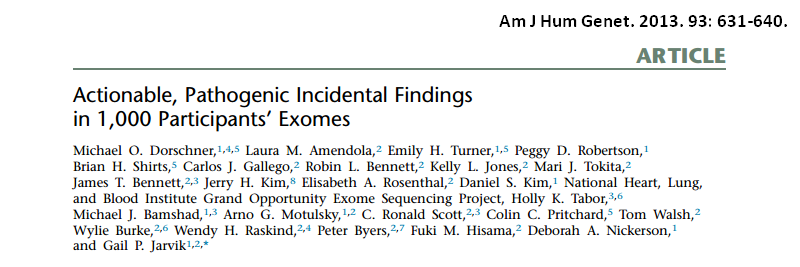 Am J Hum Genet. 2013. 93: 631-640.
ARTICLE
Actionable, Pathogenic Incidental Findings
in 1,000 Participants’ Exomes
Michael O. Dorschner,1,4,5 Laura M. Amendola,2 Emily H. Turner,1,5 Peggy D. Robertson,1
Brian H. Shirts,5 Carlos J. Gallego,2 Robin L. Bennett,2 Kelly L. Jones,2 Mari J. Tokita,2
James T. Bennett,2,3 Jerry H. Kim,8 Elisabeth A. Rosenthal,2 Daniel S. Kim,1 National Heart, Lung,
and Blood Institute Grand Opportunity Exome Sequencing Project, Holly K. Tabor,3,6
Michael J. Bamshad,1,3 Arno G. Motulsky,1,2 C. Ronald Scott,2,3 Colin C. Pritchard,5 Tom Walsh,2
Wylie Burke,2,6 Wendy H. Raskind,2,4 Peter Byers,2,7 Fuki M. Hisama,2 Deborah A. Nickerson,1
and Gail P. Jarvik1,2,*